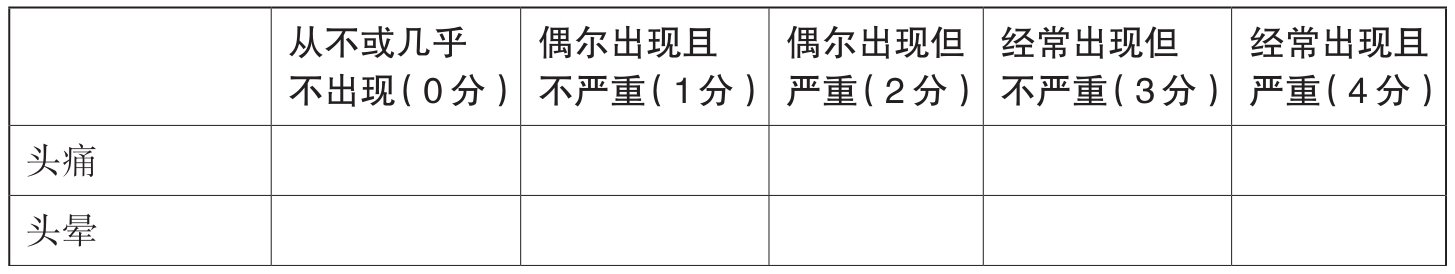 从不或几乎
不出现(0分)
偶尔出现且
不严重(1分)
偶尔出现但
严重(2分)
经常出现但
不严重(3分)
经常出现且
严重(4分)
头痛
头晕